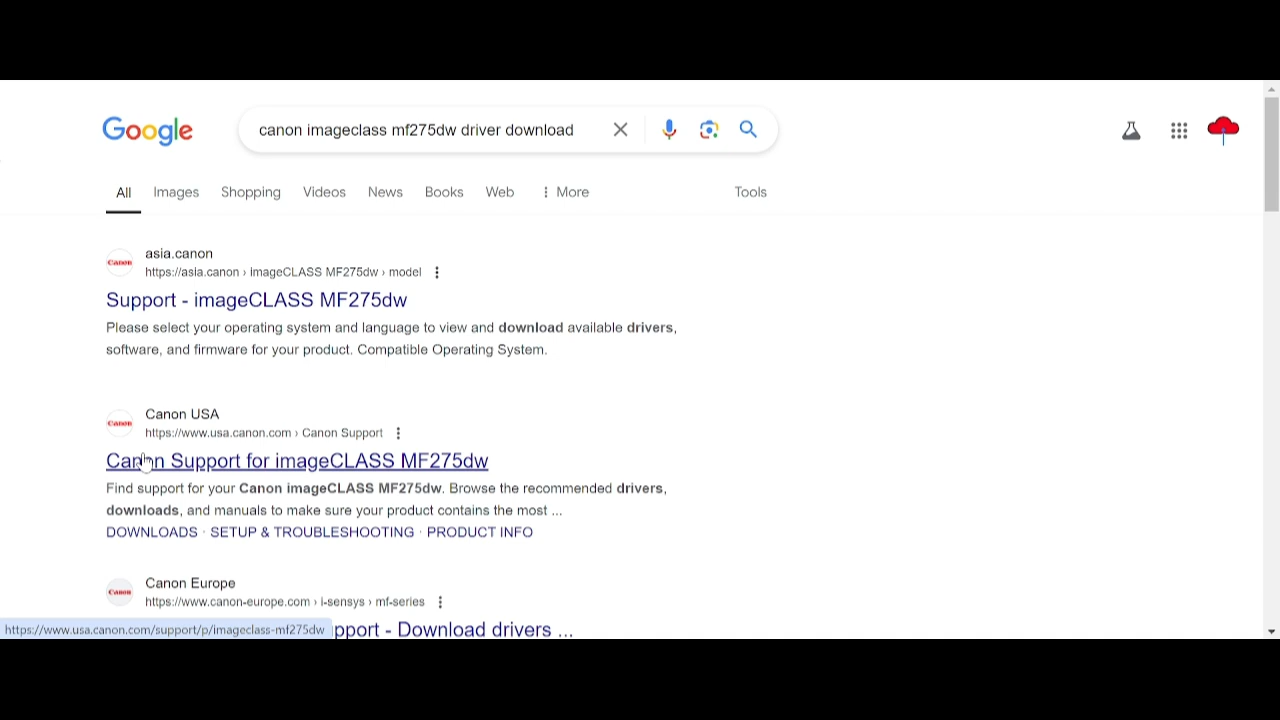 Google
canon imageclass mf275dw driver download
All Images Shopping Videos News Books Web More Tools
asia.canon
Canon
https://asia.canon › imageCLASS MF275dw › model
Support - imageCLASS MF275dw
Please select your operating system and language to view and download available drivers,
software, and firmware for your product. Compatible Operating System.
Canon USA
Canon
https://www.usa.canon.com › Canon Support
Canon Support for imageCLASS MF275dw
Find support for your Canon imageCLASS MF275dw. Browse the recommended drivers,
downloads, and manuals to make sure your product contains the most ...
DOWNLOADS · SETUP & TROUBLESHOOTING · PRODUCT INFO
Canon Europe
Canon
https://www.canon-europe.com › i-sensys › mf-series
https://www.usa.canon.com/support/p/imageclass-mf275dw
pport - Download drivers ...